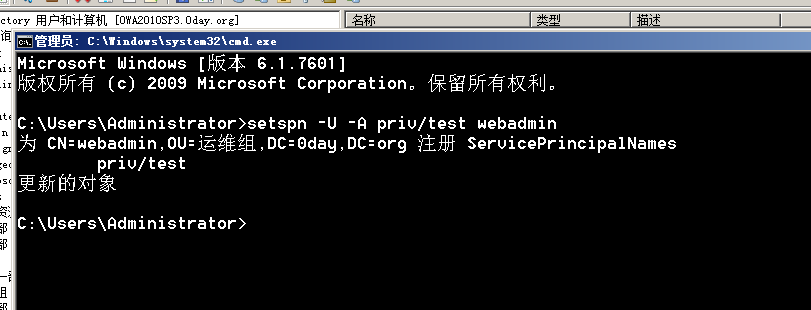 ctory 用户和计算机 [OWA2010SP3.0day.org]
名称 类型 描述
管理员: C:\Windows\system32\cmd.exe
Microsoft Windows [版本 6.1.7601]
版权所有 (c) 2009 Microsoft Corporation。保留所有权利。
C:\Users\Administrator>setspn -U -A priv/test webadmin
为 CN=webadmin,OU=运维组,DC=0day,DC=org 注册 ServicePrincipalNames
priv/test
更新的对象
C:\Users\Administrator>